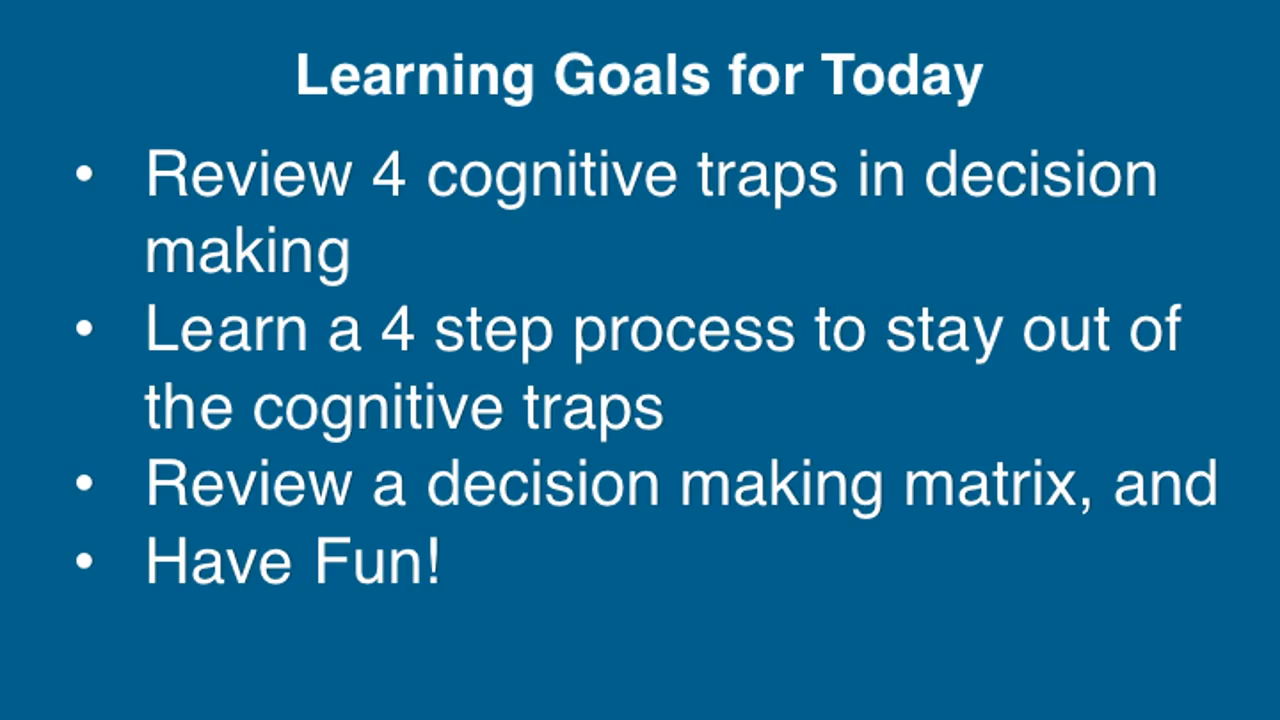 Learning Goals for Today
• Review 4 cognitive traps in decision
making
• Learn a 4 step process to stay out of
the cognitive traps
• Review a decision making matrix, and
• Have Fun!